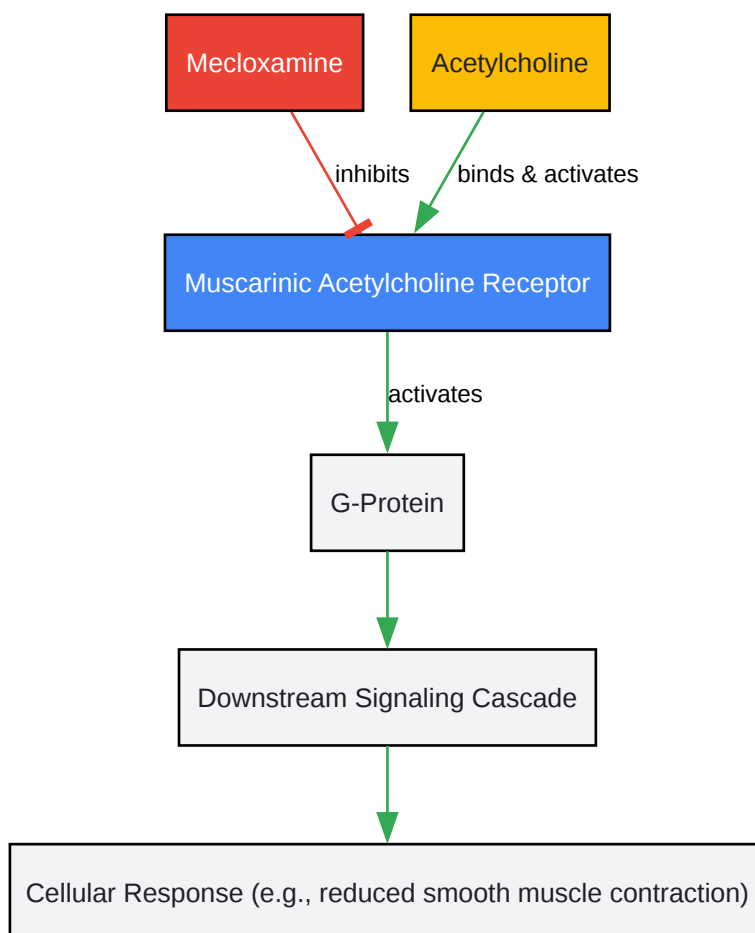 Mecloxamine
Acetylcholine
inhibits
binds & activates
Muscarinic Acetylcholine Receptor
activates
G-Protein
Downstream Signaling Cascade
Cellular Response (e.g., reduced smooth muscle contraction)